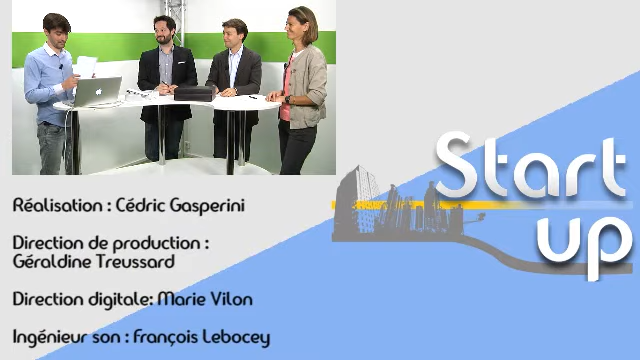 Réalisation : Cédric Gasperini
Direction de production :
Géraldine Treussard
Direction digitale: Marie Vilon
Ingénieur son : François Lebocey
Start
up